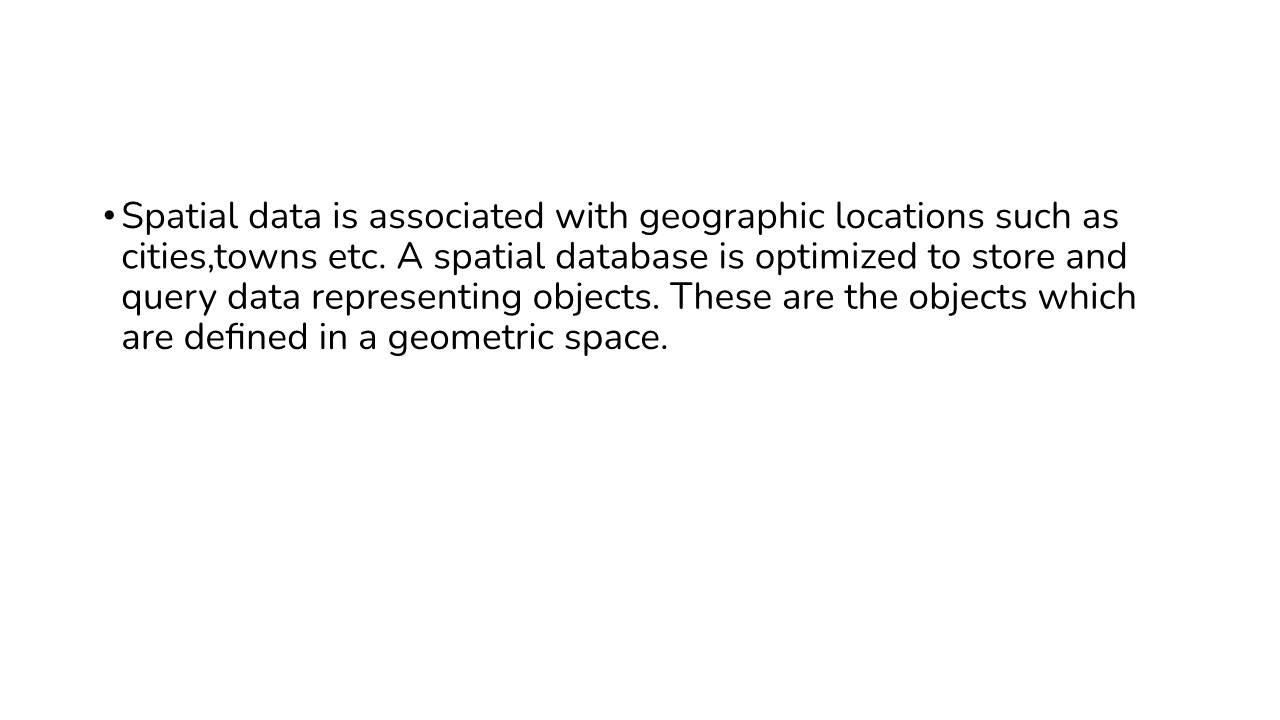 • Spatial data is associated with geographic locations such as
cities,towns etc. A spatial database is optimized to store and
query data representing objects. These are the objects which
are defined in a geometric space.